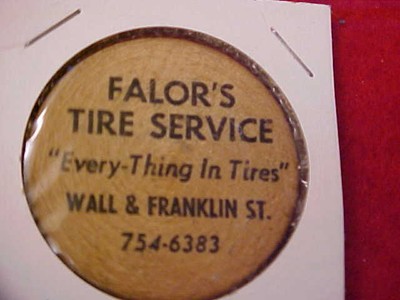 FALOR'S
TIRE SERVICE
"Every-Thing In Tires"
WALL & FRANKLIN ST.
754-6383